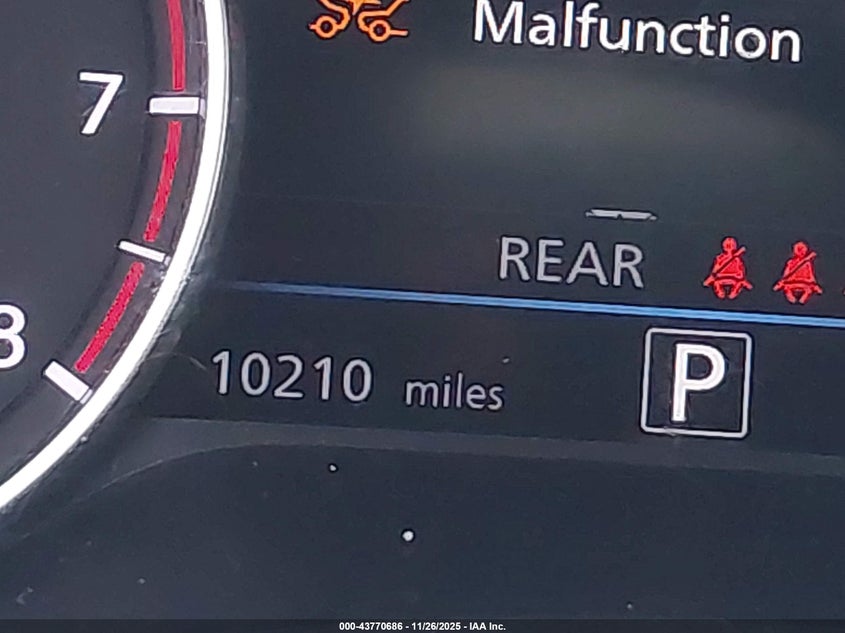 Malfunction
7
REAR
8
10210 miles
P
000-43770686 - 11/26/2025 - IAA Inc.